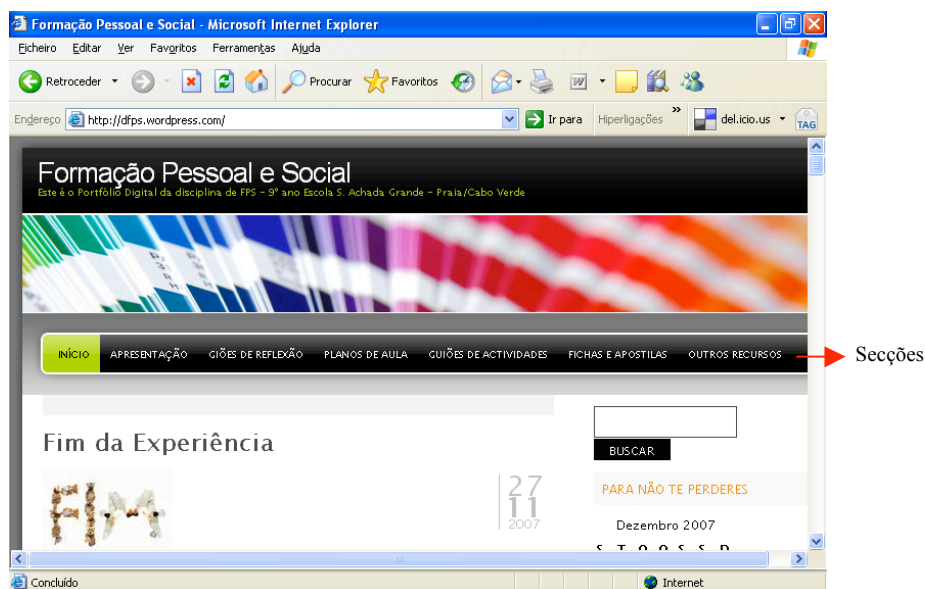 Formação Pessoal e Social - Microsoft Internet Explorer
Ficheiro Editar Ver Favoritos Ferramentas Ajuda
Retroceder Procurar Favoritos
Endereço http://dfps.wordpress.com/ Ir para Hiperligações » del.icio.us TAG
Formação Pessoal e Social
Este é o Portfólio Digital da disciplina de FPS – 9º ano Escola S. Achada Grande – Praia/Cabo Verde
INÍCIO APRESENTAÇÃO GIÕES DE REFLEXÃO PLANOS DE AULA GUIÕES DE ACTIVIDADES FICHAS E APOSTILAS OUTROS RECURSOS
Secções
Fim da Experiência
BUSCAR
FIM
27
11
2007
PARA NÃO TE PERDERES
Dezembro 2007
S T Q Q S S D
Concluído Internet